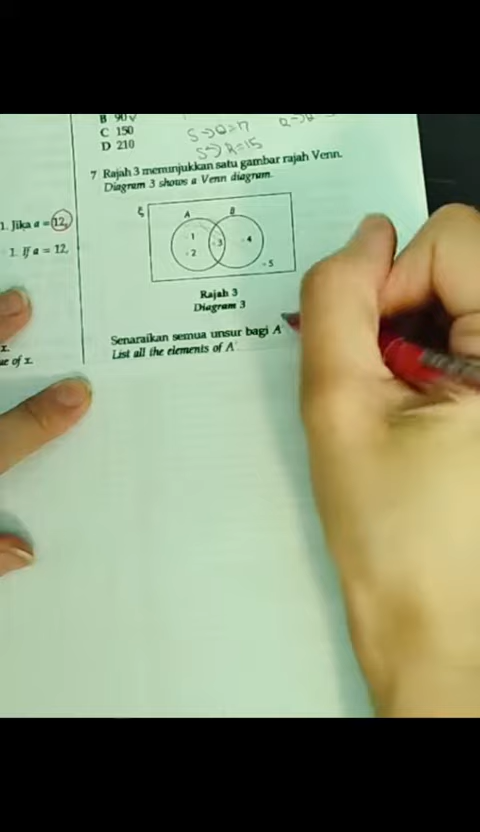 B 90
C 150
D 210
S→Q=17
S→R=15
7 Rajah 3 menunjukkan satu gambar rajah Venn.
Diagram 3 shows a Venn diagram.
ξ
A
B
1
2
3
4
5
Rajah 3
Diagram 3
Senaraikan semua unsur bagi A'
List all the elements of A'
1. Jika a = 12,
1. If a = 12,
x.
ue of x.